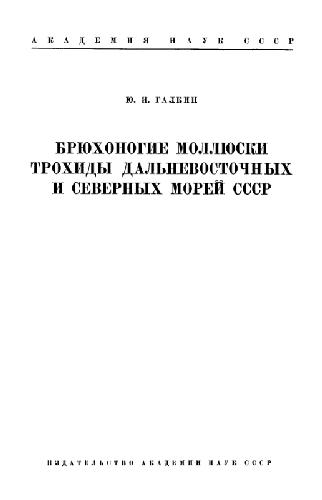 АКАДЕМИЯ НАУК СССР
Ю. И. ГАЛКИН
БРЮХОНОГИЕ МОЛЛЮСКИ
ТРОХИДЫ ДАЛЬНЕВОСТОЧНЫХ
И СЕВЕРНЫХ МОРЕЙ СССР
ИЗДАТЕЛЬСТВО АКАДЕМИИ НАУК СССР